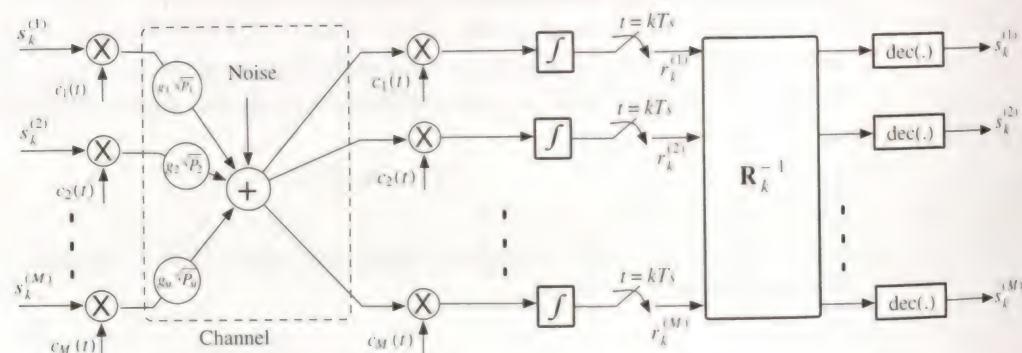 s_k^{(1)}
c_1(t)
s_k^{(2)}
c_2(t)
s_k^{(M)}
c_M(t)
g_1√P_1
g_2√P_2
g_M√P_M
Noise
+
Channel
c_1(t)
c_2(t)
c_M(t)
∫
∫
∫
t = kTs
r_k^{(1)}
t = kTs
r_k^{(2)}
t = kTs
r_k^{(M)}
R_k^{-1}
dec(.)
s_k^{(1)}
dec(.)
s_k^{(2)}
dec(.)
s_k^{(M)}